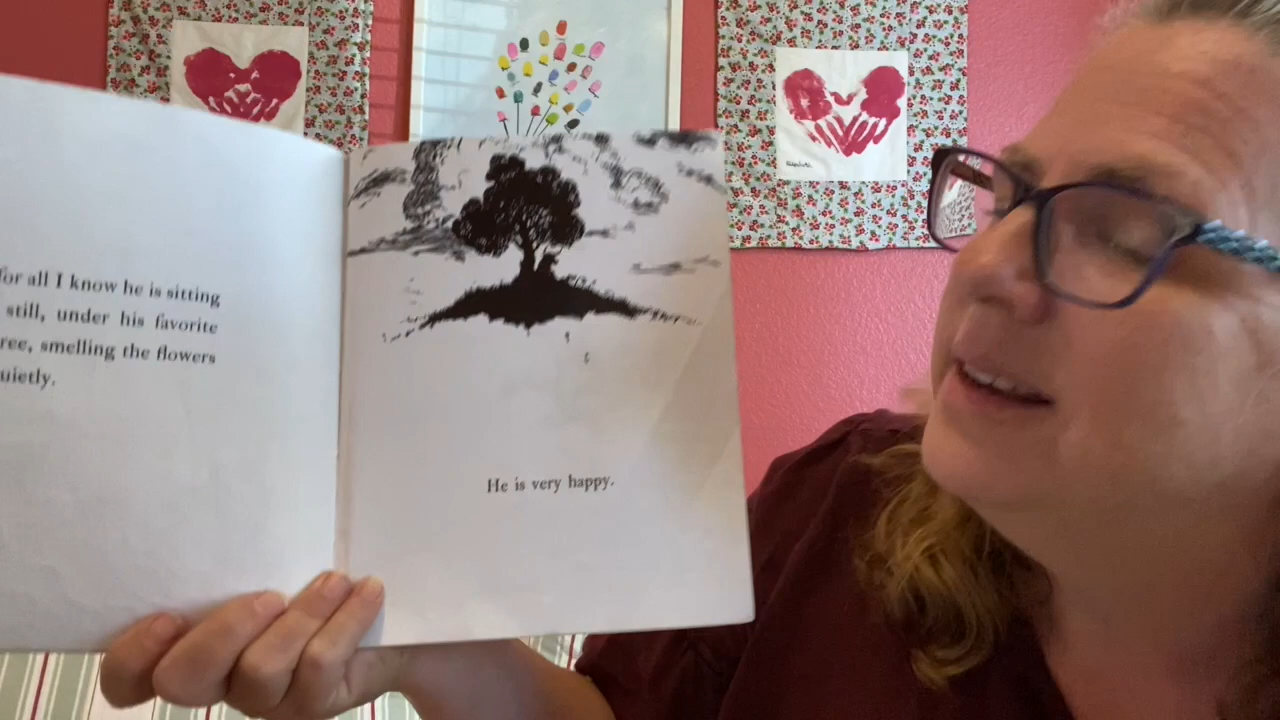 for all I know he is sitting
still, under his favorite
ree, smelling the flowers
uietly.
He is very happy.